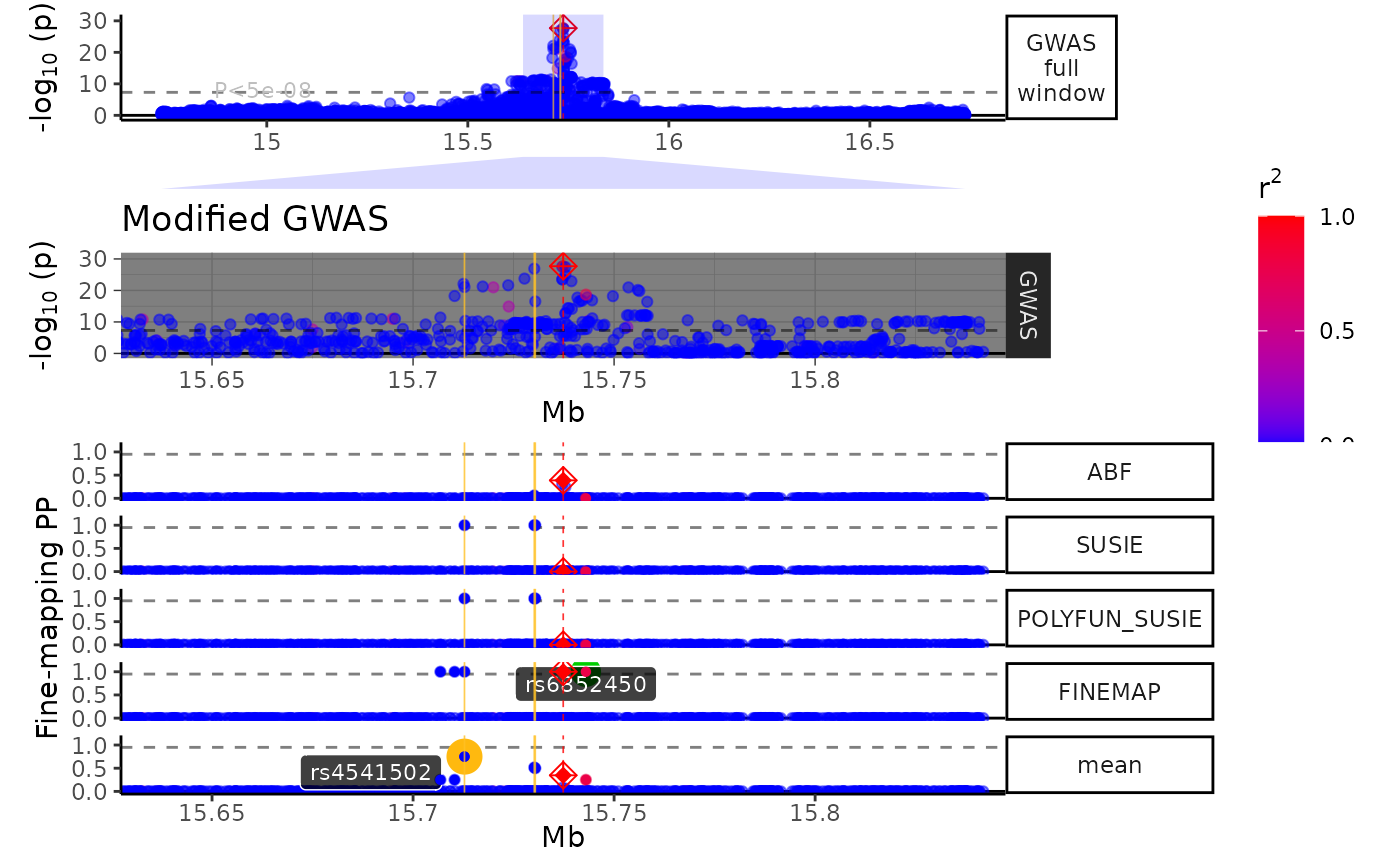 -log10 (p)
30
20
10
0
P<5e-08
GWAS
full
window
15
15.5
16
16.5
Modified GWAS
-log10 (p)
30
20
10
0
GWAS
15.65
15.7
15.75
15.8
Mb
r2
1.0
0.5
0.0
Fine-mapping PP
1.0
0.5
0.0
ABF
1.0
0.5
0.0
SUSIE
1.0
0.5
0.0
POLYFUN_SUSIE
1.0
0.5
0.0
rs6852450
FINEMAP
1.0
0.5
0.0
rs4541502
mean
15.65
15.7
15.75
15.8
Mb